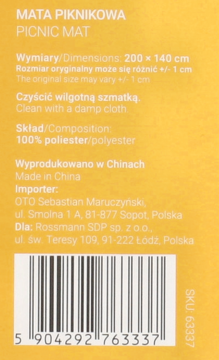 MATA PIKNIKOWA
PICNIC MAT
Wymiary/Dimensions: 200 × 140 cm
Rozmiar oryginalny może się różnić +/- 1 cm
The original size may vary +/- 1 cm
Czyścić wilgotną szmatką.
Clean with a damp cloth
Skład/Composition:
100% poliester/polyester
Wyprodukowano w Chinach
Made in China
Importer:
OTO Sebastian Maruczyński,
ul. Smolna 1 A, 81-877 Sopot, Polska
Dla: Rossmann SDP sp. z o.o.,
ul. św. Teresy 109, 91-222 Łódź, Polska
5 904292 763337
SKU: 63337